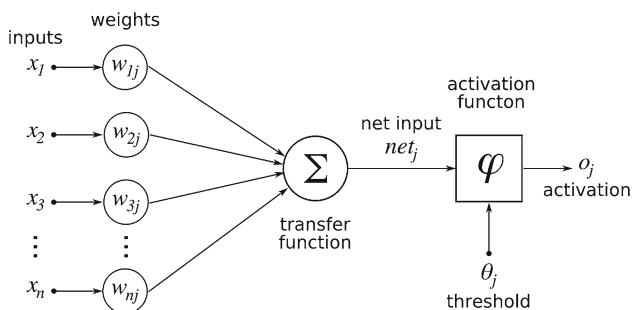 weights
inputs
x1 w1j
x2 w2j
x3 w3j
⋮ ⋮
xn wnj
Σ
transfer
function
net input
netj
activation
functon
φ
oj
activation
θj
threshold